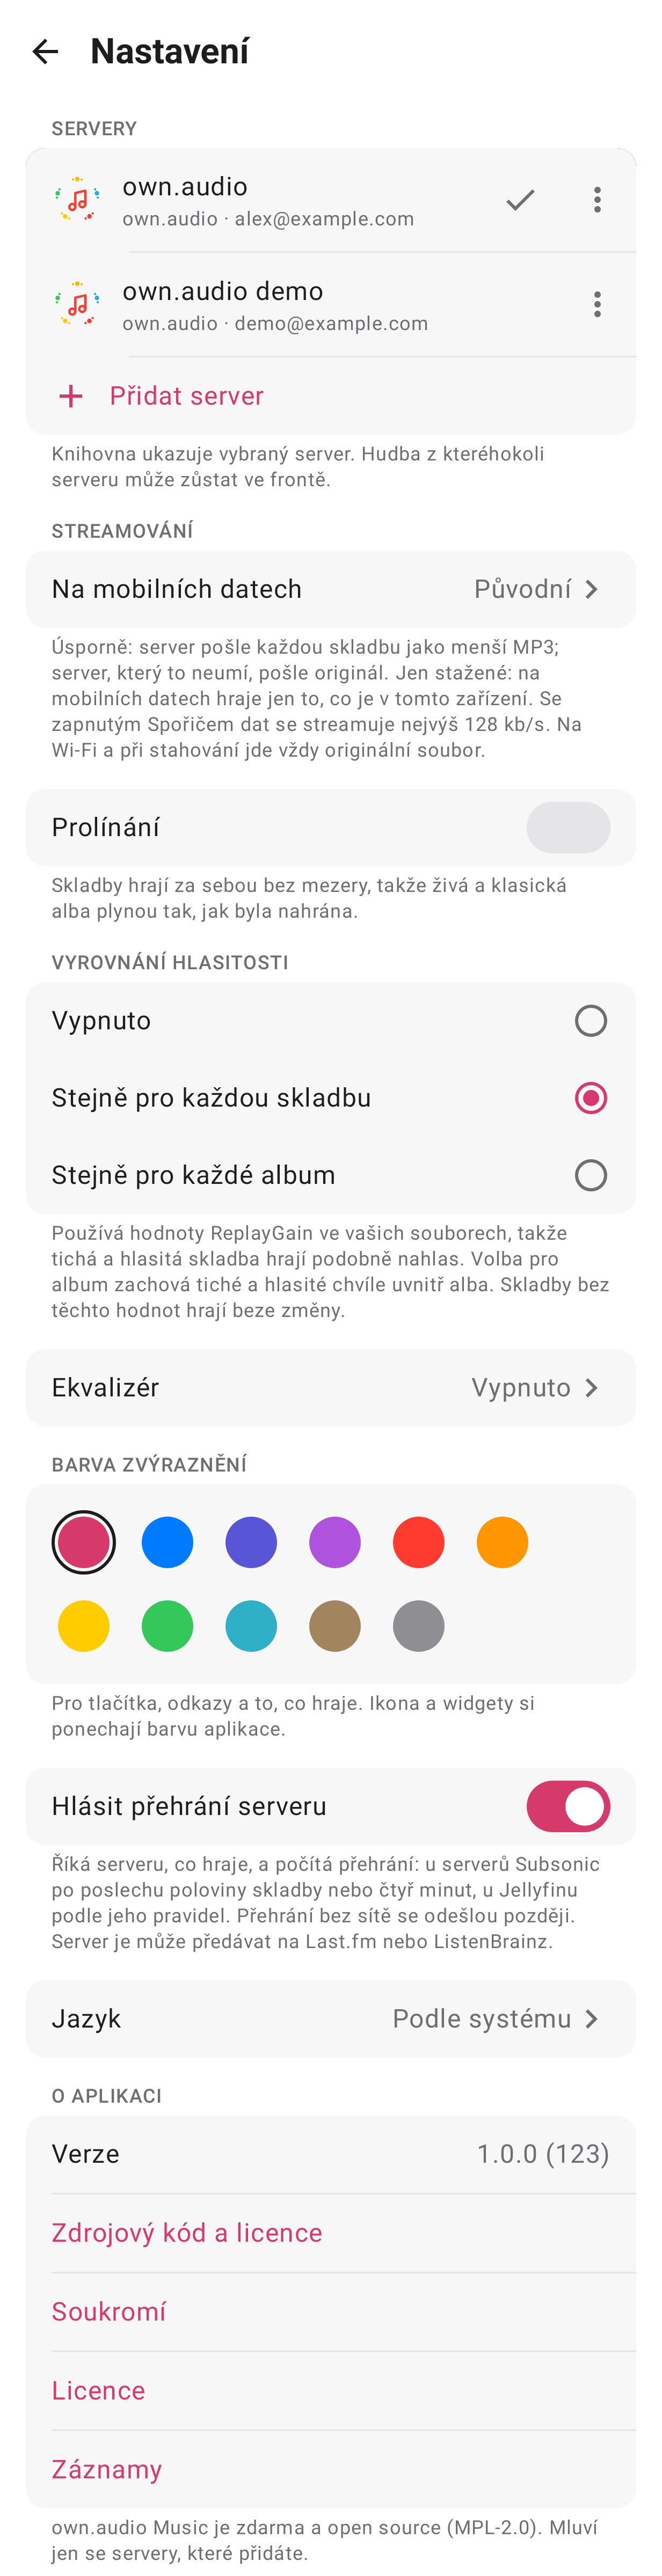 Nastavení
SERVERY
own.audio
own.audio · alex@example.com
own.audio demo
own.audio · demo@example.com
Přidat server
Knihovna ukazuje vybraný server. Hudba z kteréhokoli
serveru může zůstat ve frontě.
STREAMOVÁNÍ
Na mobilních datech Původní
Úsporně: server pošle každou skladbu jako menší MP3;
server, který to neumí, pošle originál. Jen stažené: na
mobilních datech hraje jen to, co je v tomto zařízení. Se
zapnutým Spořičem dat se streamuje nejvýš 128 kb/s. Na
Wi-Fi a při stahování jde vždy originální soubor.
Prolínání
Skladby hrají za sebou bez mezery, takže živá a klasická
alba plynou tak, jak byla nahrána.
VYROVNÁNÍ HLASITOSTI
Vypnuto
Stejně pro každou skladbu
Stejně pro každé album
Používá hodnoty ReplayGain ve vašich souborech, takže
tichá a hlasitá skladba hrají podobně nahlas. Volba pro
album zachová tiché a hlasité chvíle uvnitř alba. Skladby bez
těchto hodnot hrají beze změny.
Ekvalizér Vypnuto
BARVA ZVÝRAZNĚNÍ
Pro tlačítka, odkazy a to, co hraje. Ikona a widgety si
ponechají barvu aplikace.
Hlásit přehrání serveru
Říká serveru, co hraje, a počítá přehrání: u serverů Subsonic
po poslechu poloviny skladby nebo čtyř minut, u Jellyfinu
podle jeho pravidel. Přehrání bez sítě se odešlou později.
Server je může předávat na Last.fm nebo ListenBrainz.
Jazyk Podle systému
O APLIKACI
Verze 1.0.0 (123)
Zdrojový kód a licence
Soukromí
Licence
Záznamy
own.audio Music je zdarma a open source (MPL-2.0). Mluví
jen se servery, které přidáte.